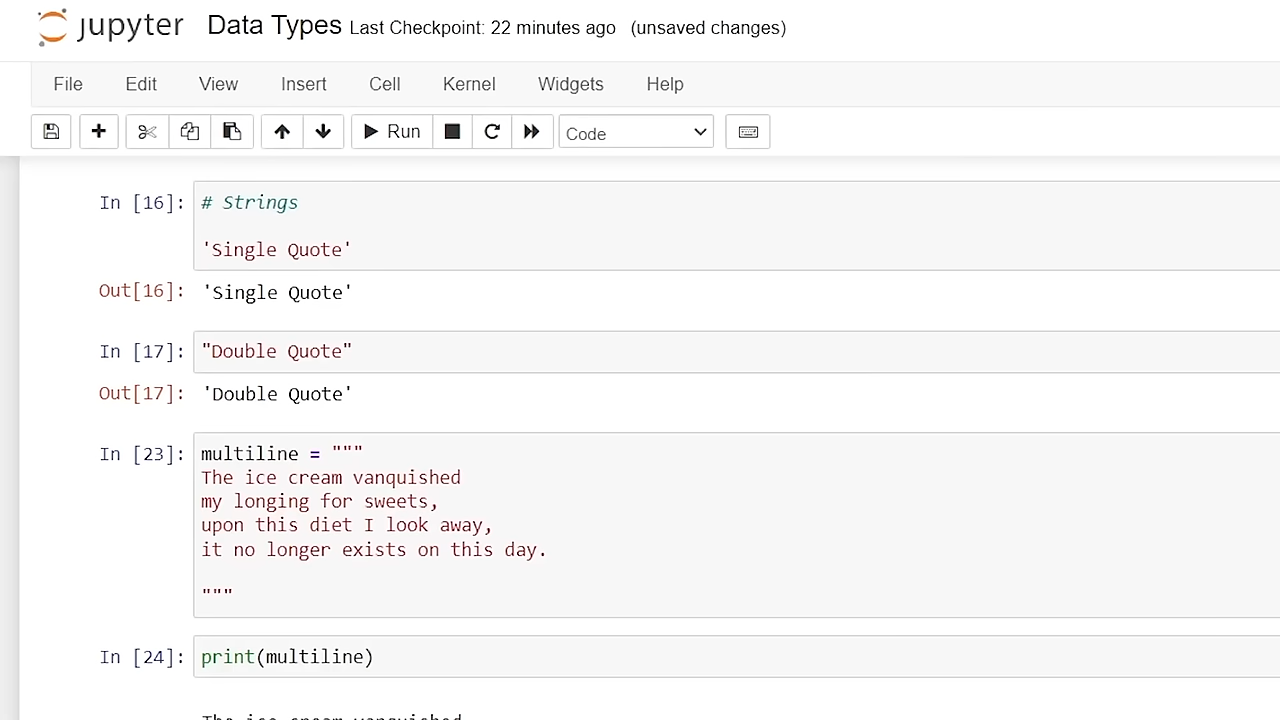 jupyter Data Types Last Checkpoint: 22 minutes ago (unsaved changes)
File Edit View Insert Cell Kernel Widgets Help
Run Code
In [16]: # Strings
'Single Quote'
Out[16]: 'Single Quote'
In [17]: "Double Quote"
Out[17]: 'Double Quote'
In [23]: multiline = """
The ice cream vanquished
my longing for sweets,
upon this diet I look away,
it no longer exists on this day.
"""
In [24]: print(multiline)
The ice cream vanquished